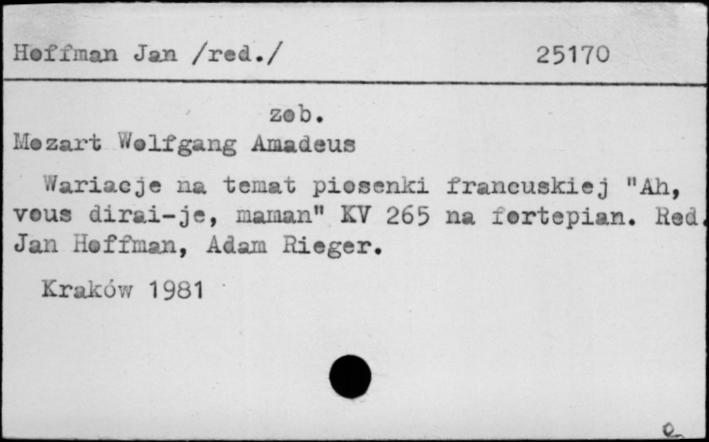 Hoffman Jan /red./ 25170
zob.
Mozart Wolfgang Amadeus
Wariacje na temat piosenki francuskiej "Ah,
vous dirai-je, maman" KV 265 na fortepian. Red.
Jan Hoffman, Adam Rieger.
Kraków 1981